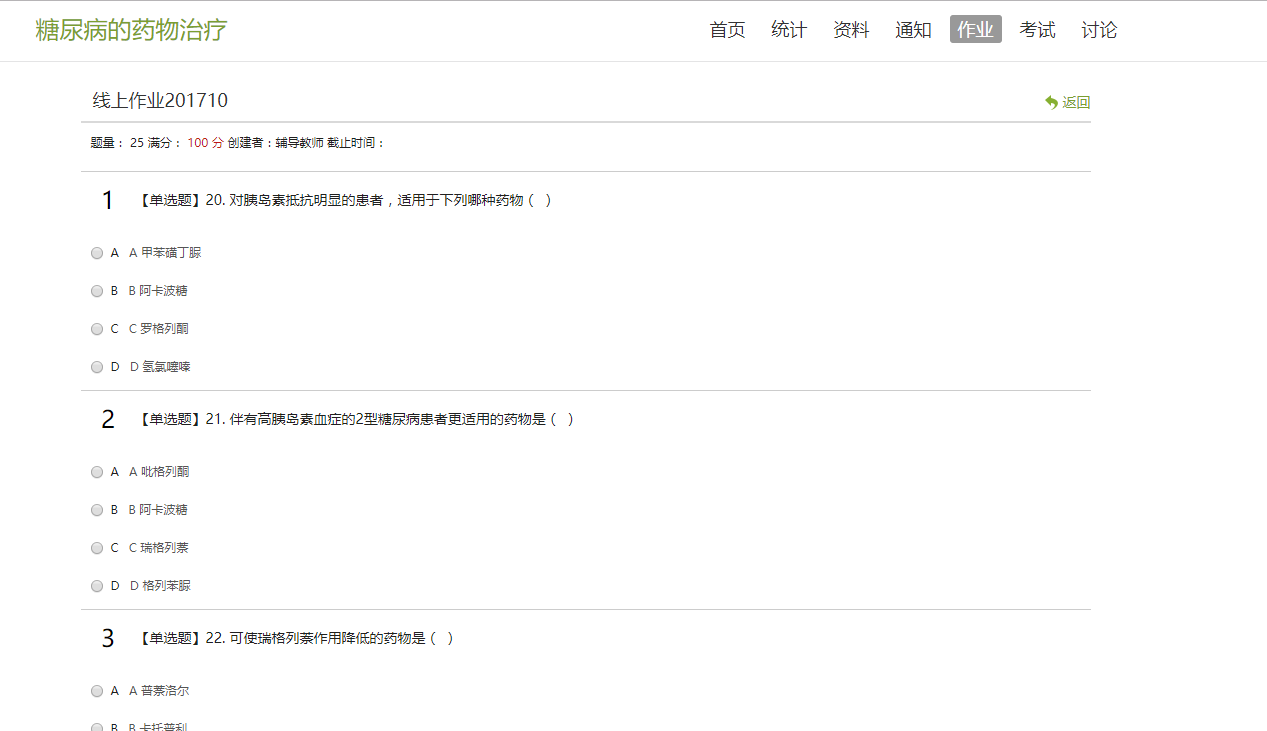 糖尿病的药物治疗
首页 统计 资料 通知 作业 考试 讨论
线上作业201710
返回
题量： 25 满分： 100 分 创建者：辅导教师 截止时间：
1 【单选题】20. 对胰岛素抵抗明显的患者，适用于下列哪种药物（ ）
A A 甲苯磺丁脲
B B 阿卡波糖
C C 罗格列酮
D D 氢氯噻嗪
2 【单选题】21. 伴有高胰岛素血症的2型糖尿病患者更适用的药物是（ ）
A A 吡格列酮
B B 阿卡波糖
C C 瑞格列萘
D D 格列苯脲
3 【单选题】22. 可使瑞格列萘作用降低的药物是（ ）
A A 普萘洛尔
B B 卡托普利